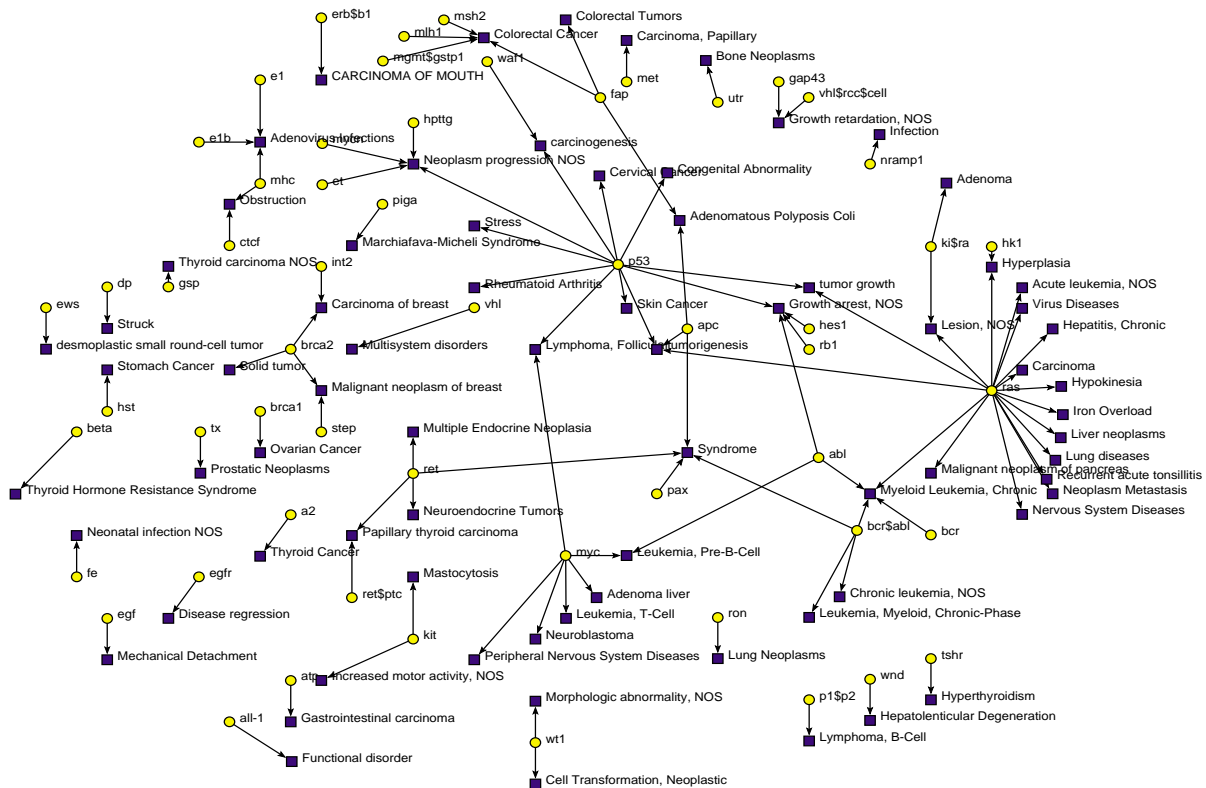 erb$b1
msh2
Colorectal Tumors
mlh1
Colorectal Cancer
Carcinoma, Papillary
mgmt$gstp1
waf1
Bone Neoplasms
e1
CARCINOMA OF MOUTH
met
gap43
fap
utr
vhl$rcc$cell
hpttg
Growth retardation, NOS
e1b
Adenovirus Infections
mycn
carcinogenesis
Infection
Neoplasm progression NOS
nramp1
mhc
et
Cervical Cancer
Congenital Abnormality
Adenoma
Obstruction
piga
Adenomatous Polyposis Coli
Stress
ctcf
Marchiafava-Micheli Syndrome
ki$ra
hk1
Thyroid carcinoma NOS
int2
p53
Hyperplasia
dp
gsp
Rheumatoid Arthritis
tumor growth
Acute leukemia, NOS
ews
Carcinoma of breast
vhl
Skin Cancer
Growth arrest, NOS
Virus Diseases
Struck
apc
hes1
Lesion, NOS
Hepatitis, Chronic
desmoplastic small round-cell tumor
brca2
Multisystem disorders
Lymphoma, Follicular
tumorigenesis
rb1
Stomach Cancer
Solid tumor
Carcinoma
Malignant neoplasm of breast
ras
Hypokinesia
hst
brca1
Iron Overload
beta
tx
step
Multiple Endocrine Neoplasia
Liver neoplasms
Ovarian Cancer
Syndrome
abl
Lung diseases
Prostatic Neoplasms
ret
Malignant neoplasm of pancreas
Recurrent acute tonsillitis
Thyroid Hormone Resistance Syndrome
pax
Myeloid Leukemia, Chronic
Neoplasm Metastasis
a2
Neuroendocrine Tumors
Nervous System Diseases
Neonatal infection NOS
Papillary thyroid carcinoma
bcr$abl
bcr
Thyroid Cancer
myc
Leukemia, Pre-B-Cell
fe
egfr
Mastocytosis
ret$ptc
Adenoma liver
Chronic leukemia, NOS
egf
Disease regression
Leukemia, T-Cell
ron
Leukemia, Myeloid, Chronic-Phase
kit
Neuroblastoma
Mechanical Detachment
Peripheral Nervous System Diseases
Lung Neoplasms
tshr
atp
Increased motor activity, NOS
wnd
Morphologic abnormality, NOS
p1$p2
Hyperthyroidism
all-1
Gastrointestinal carcinoma
Hepatolenticular Degeneration
wt1
Lymphoma, B-Cell
Functional disorder
Cell Transformation, Neoplastic